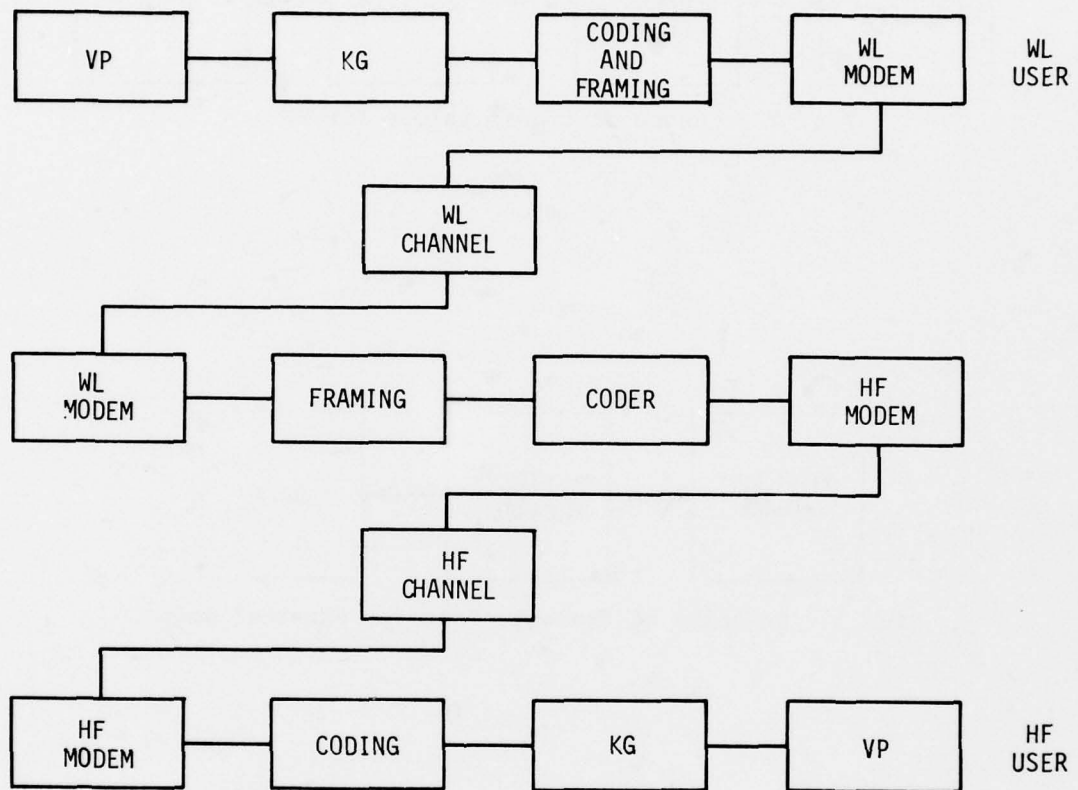 VP
KG
CODING
AND
FRAMING
WL
MODEM
WL
USER
WL
CHANNEL
WL
MODEM
FRAMING
CODER
HF
MODEM
HF
CHANNEL
HF
MODEM
CODING
KG
VP
HF
USER